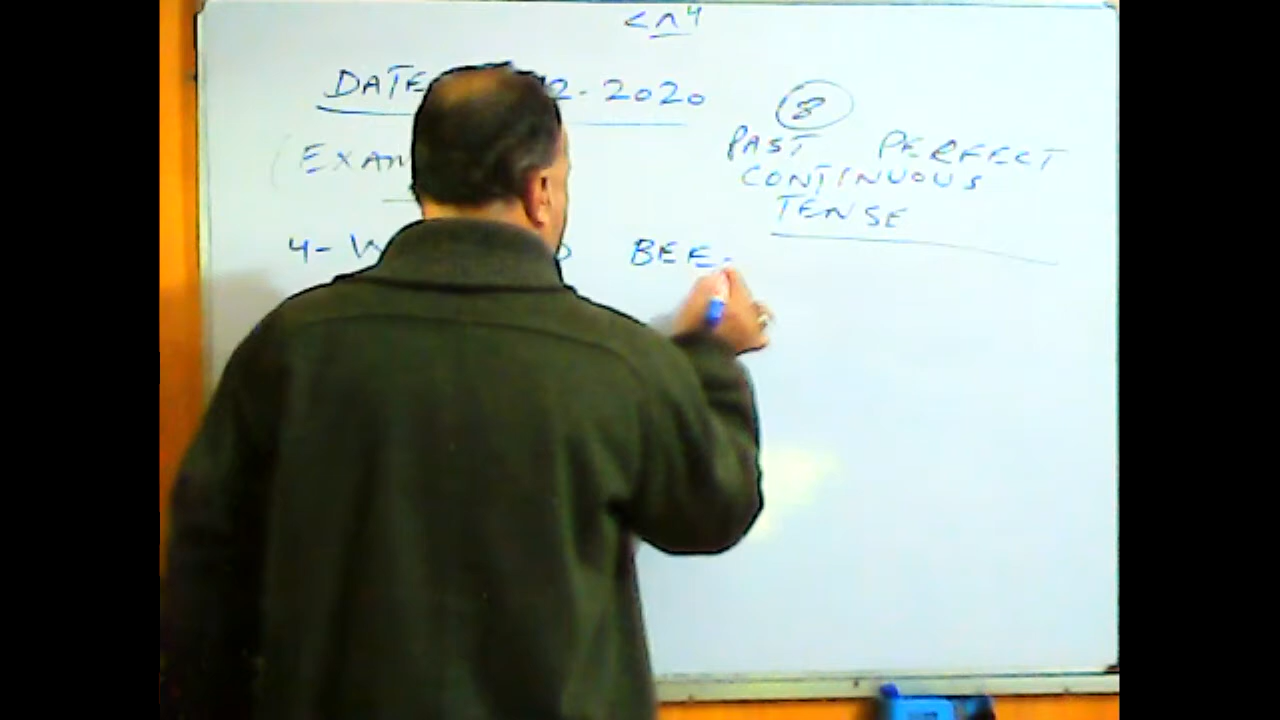 DATE 2-2020
8
EXAM
PAST PERFECT
CONTINUOUS
TENSE
4- W D BEE